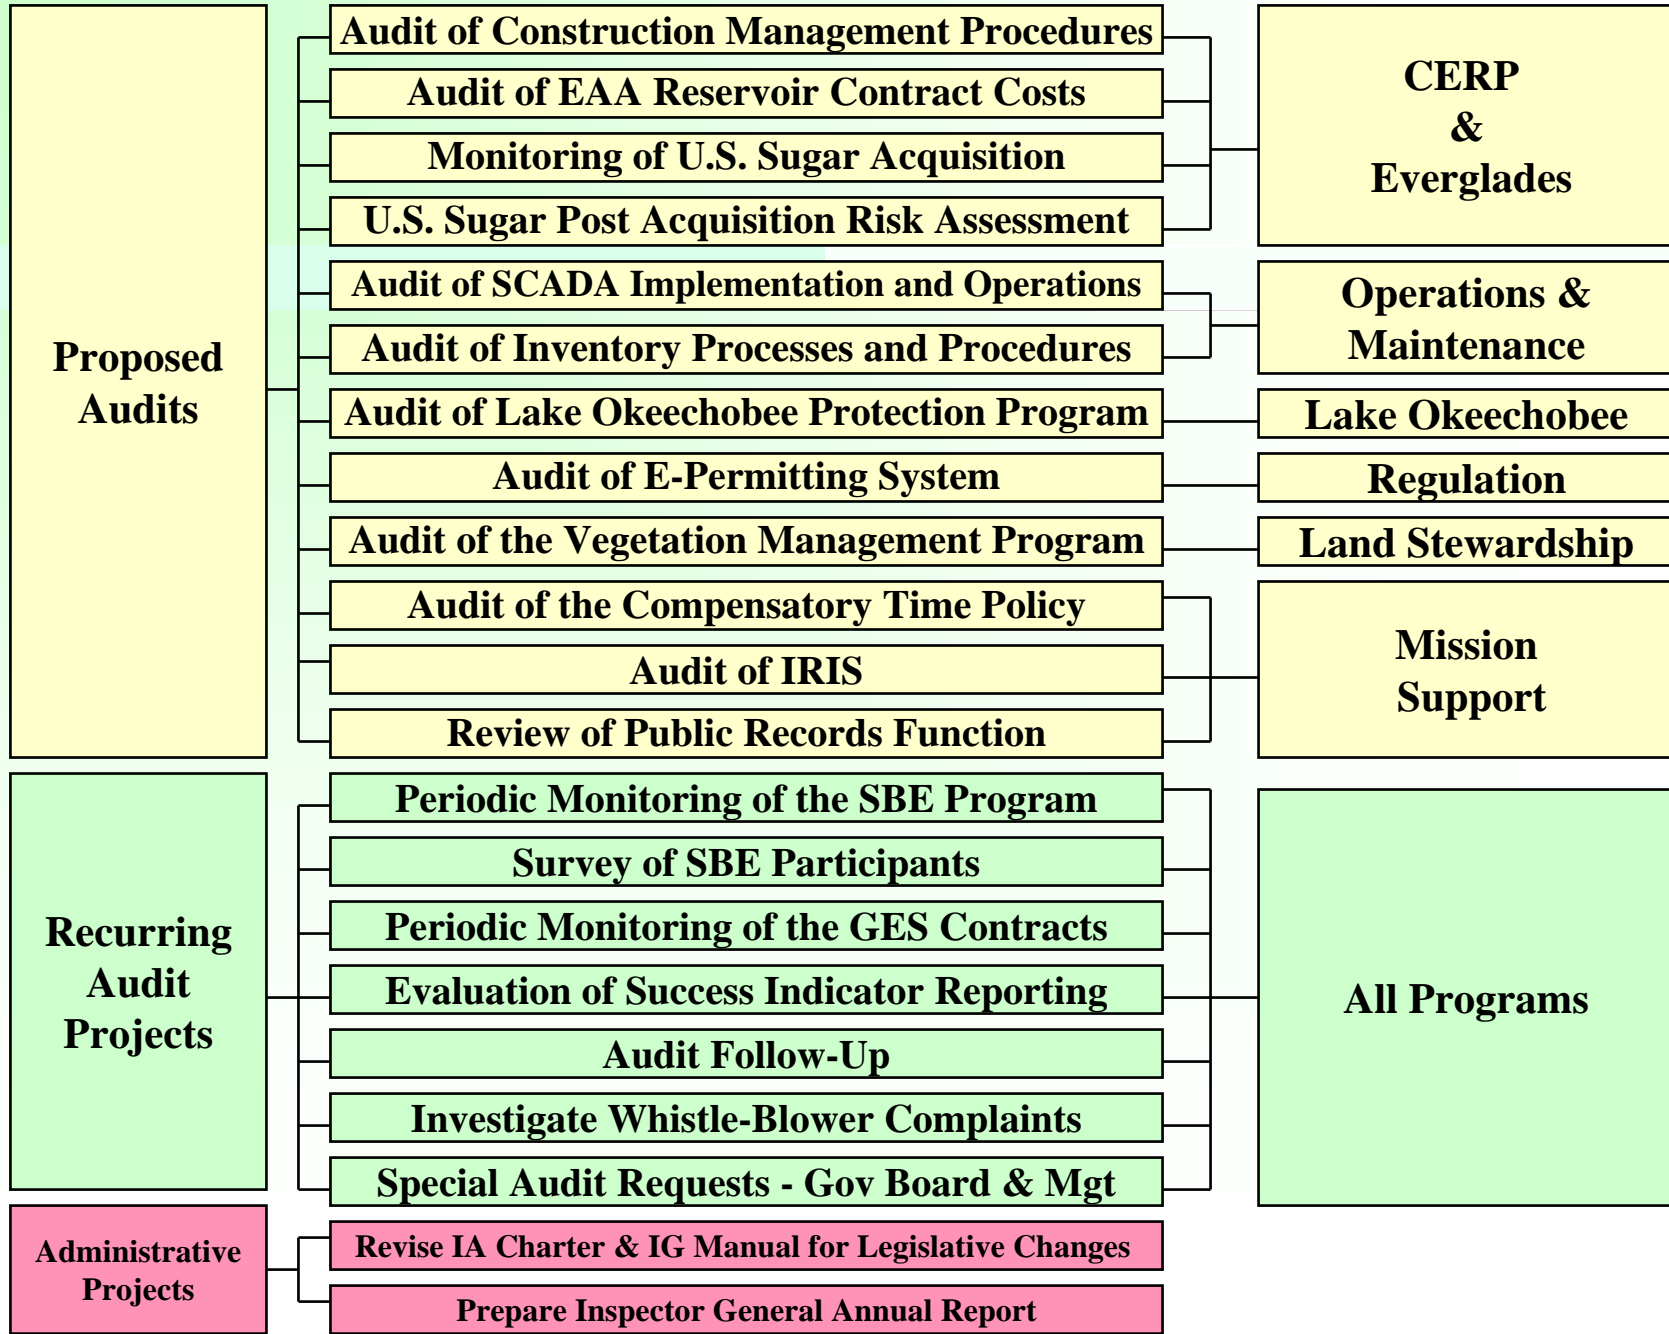 Proposed
Audits
Audit of Construction Management Procedures
Audit of EAA Reservoir Contract Costs
Monitoring of U.S. Sugar Acquisition
U.S. Sugar Post Acquisition Risk Assessment
CERP
&
Everglades
Audit of SCADA Implementation and Operations
Audit of Inventory Processes and Procedures
Operations &
Maintenance
Audit of Lake Okeechobee Protection Program
Lake Okeechobee
Audit of E-Permitting System
Regulation
Audit of the Vegetation Management Program
Land Stewardship
Audit of the Compensatory Time Policy
Audit of IRIS
Review of Public Records Function
Mission
Support
Recurring
Audit
Projects
Periodic Monitoring of the SBE Program
Survey of SBE Participants
Periodic Monitoring of the GES Contracts
Evaluation of Success Indicator Reporting
Audit Follow-Up
Investigate Whistle-Blower Complaints
Special Audit Requests - Gov Board & Mgt
All Programs
Administrative
Projects
Revise IA Charter & IG Manual for Legislative Changes
Prepare Inspector General Annual Report